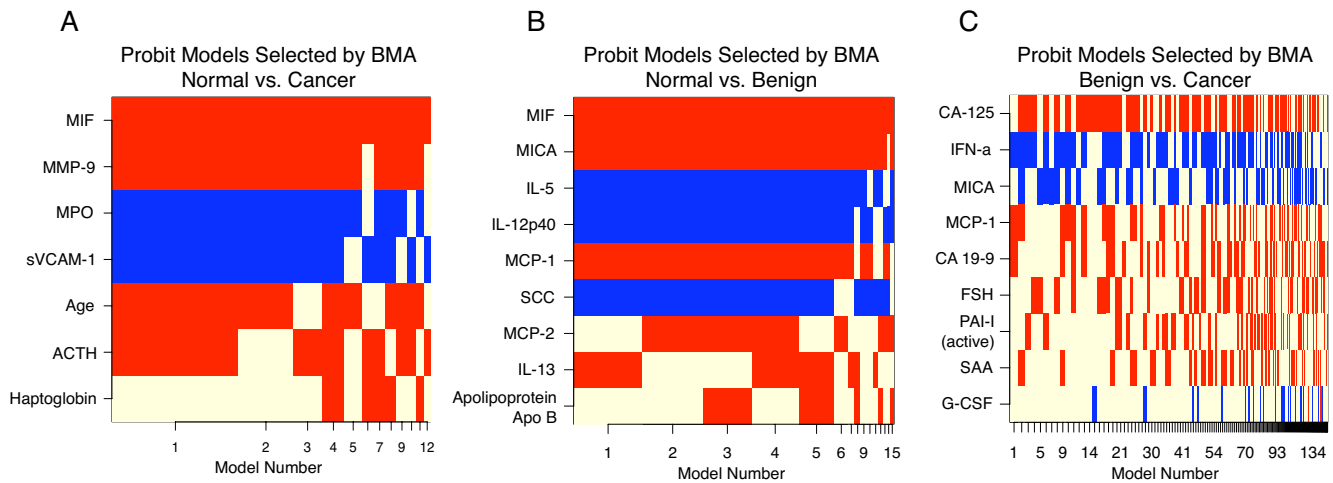 A
Probit Models Selected by BMA
Normal vs. Cancer
MIF
MMP-9
MPO
sVCAM-1
Age
ACTH
Haptoglobin
1 2 3 4 5 7 9 12
Model Number
B
Probit Models Selected by BMA
Normal vs. Benign
MIF
MICA
IL-5
IL-12p40
MCP-1
SCC
MCP-2
IL-13
Apolipoprotein
Apo B
1 2 3 4 5 6 9 15
Model Number
C
Probit Models Selected by BMA
Benign vs. Cancer
CA-125
IFN-a
MICA
MCP-1
CA 19-9
FSH
PAI-I
(active)
SAA
G-CSF
1 5 9 14 21 30 41 54 70 93 134
Model Number